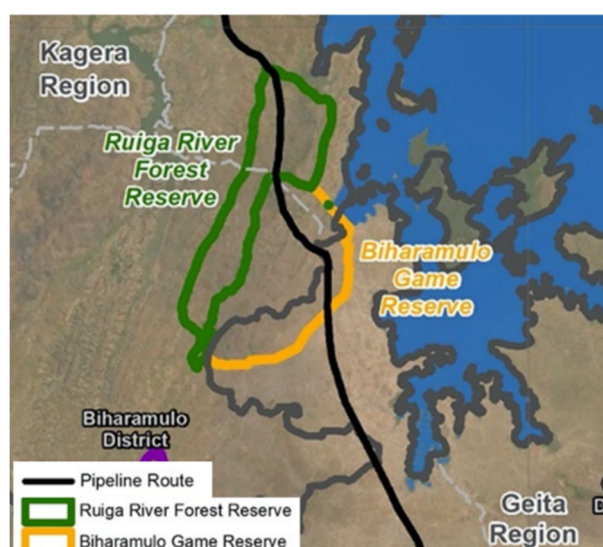 Kagera
Region
Ruiga River
Forest
Reserve
Biharamulo
Game
Reserve
Biharamulo
District
Pipeline Route
Ruiga River Forest Reserve
Biharamulo Game Reserve
Geita
Region